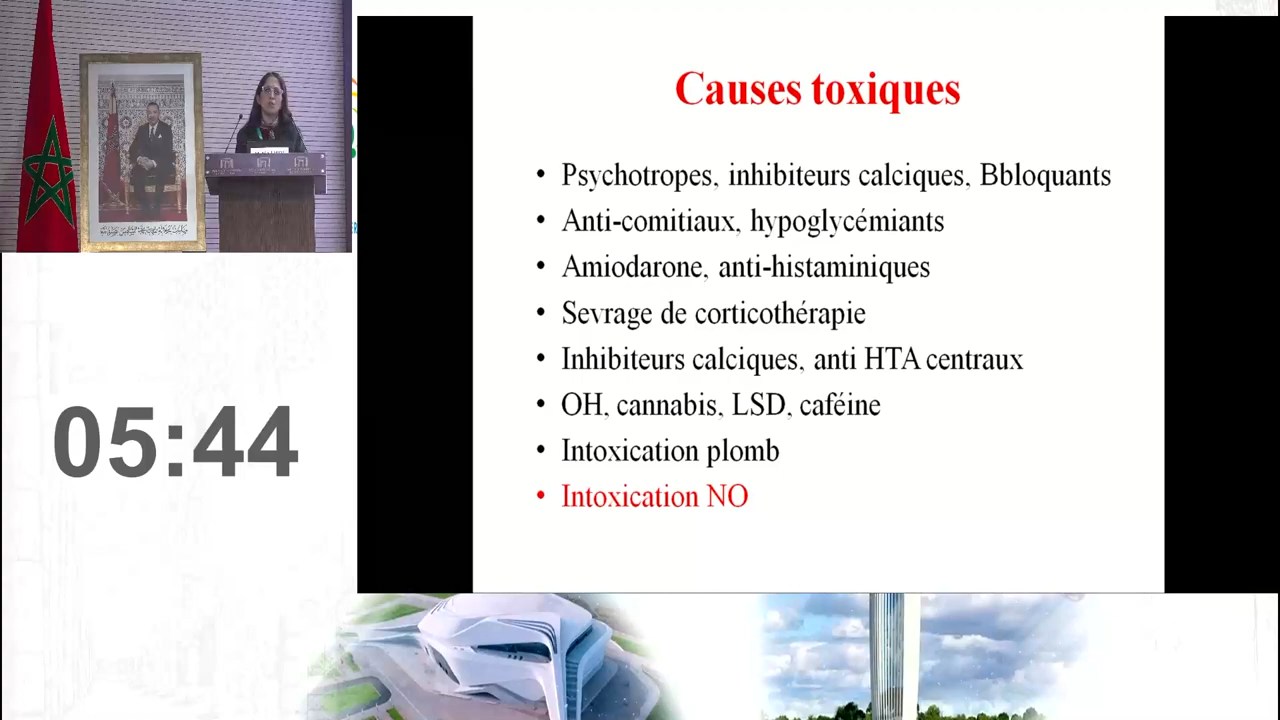 Causes toxiques
• Psychotropes, inhibiteurs calciques, Bbloquants
• Anti-comitiaux, hypoglycémiants
• Amiodarone, anti-histaminiques
• Sevrage de corticothérapie
• Inhibiteurs calciques, anti HTA centraux
• OH, cannabis, LSD, caféine
• Intoxication plomb
• Intoxication NO
05:44